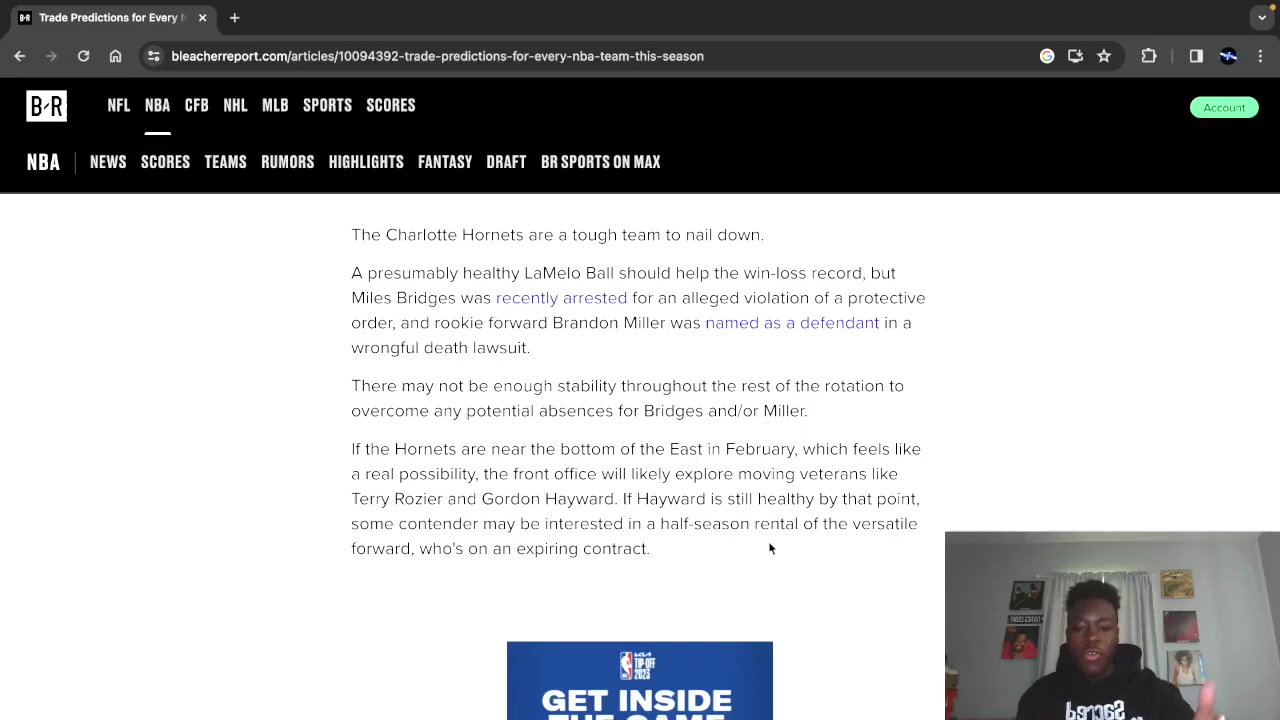 B/R Trade Predictions for Every N
bleacherreport.com/articles/10094392-trade-predictions-for-every-nba-team-this-season
B/R NFL NBA CFB NHL MLB SPORTS SCORES Account
NBA NEWS SCORES TEAMS RUMORS HIGHLIGHTS FANTASY DRAFT BR SPORTS ON MAX
The Charlotte Hornets are a tough team to nail down.
A presumably healthy LaMelo Ball should help the win-loss record, but
Miles Bridges was recently arrested for an alleged violation of a protective
order, and rookie forward Brandon Miller was named as a defendant in a
wrongful death lawsuit.
There may not be enough stability throughout the rest of the rotation to
overcome any potential absences for Bridges and/or Miller.
If the Hornets are near the bottom of the East in February, which feels like
a real possibility, the front office will likely explore moving veterans like
Terry Rozier and Gordon Hayward. If Hayward is still healthy by that point,
some contender may be interested in a half-season rental of the versatile
forward, who's on an expiring contract.
KIA
TIP-OFF
2023
GET INSIDE
THE GAME